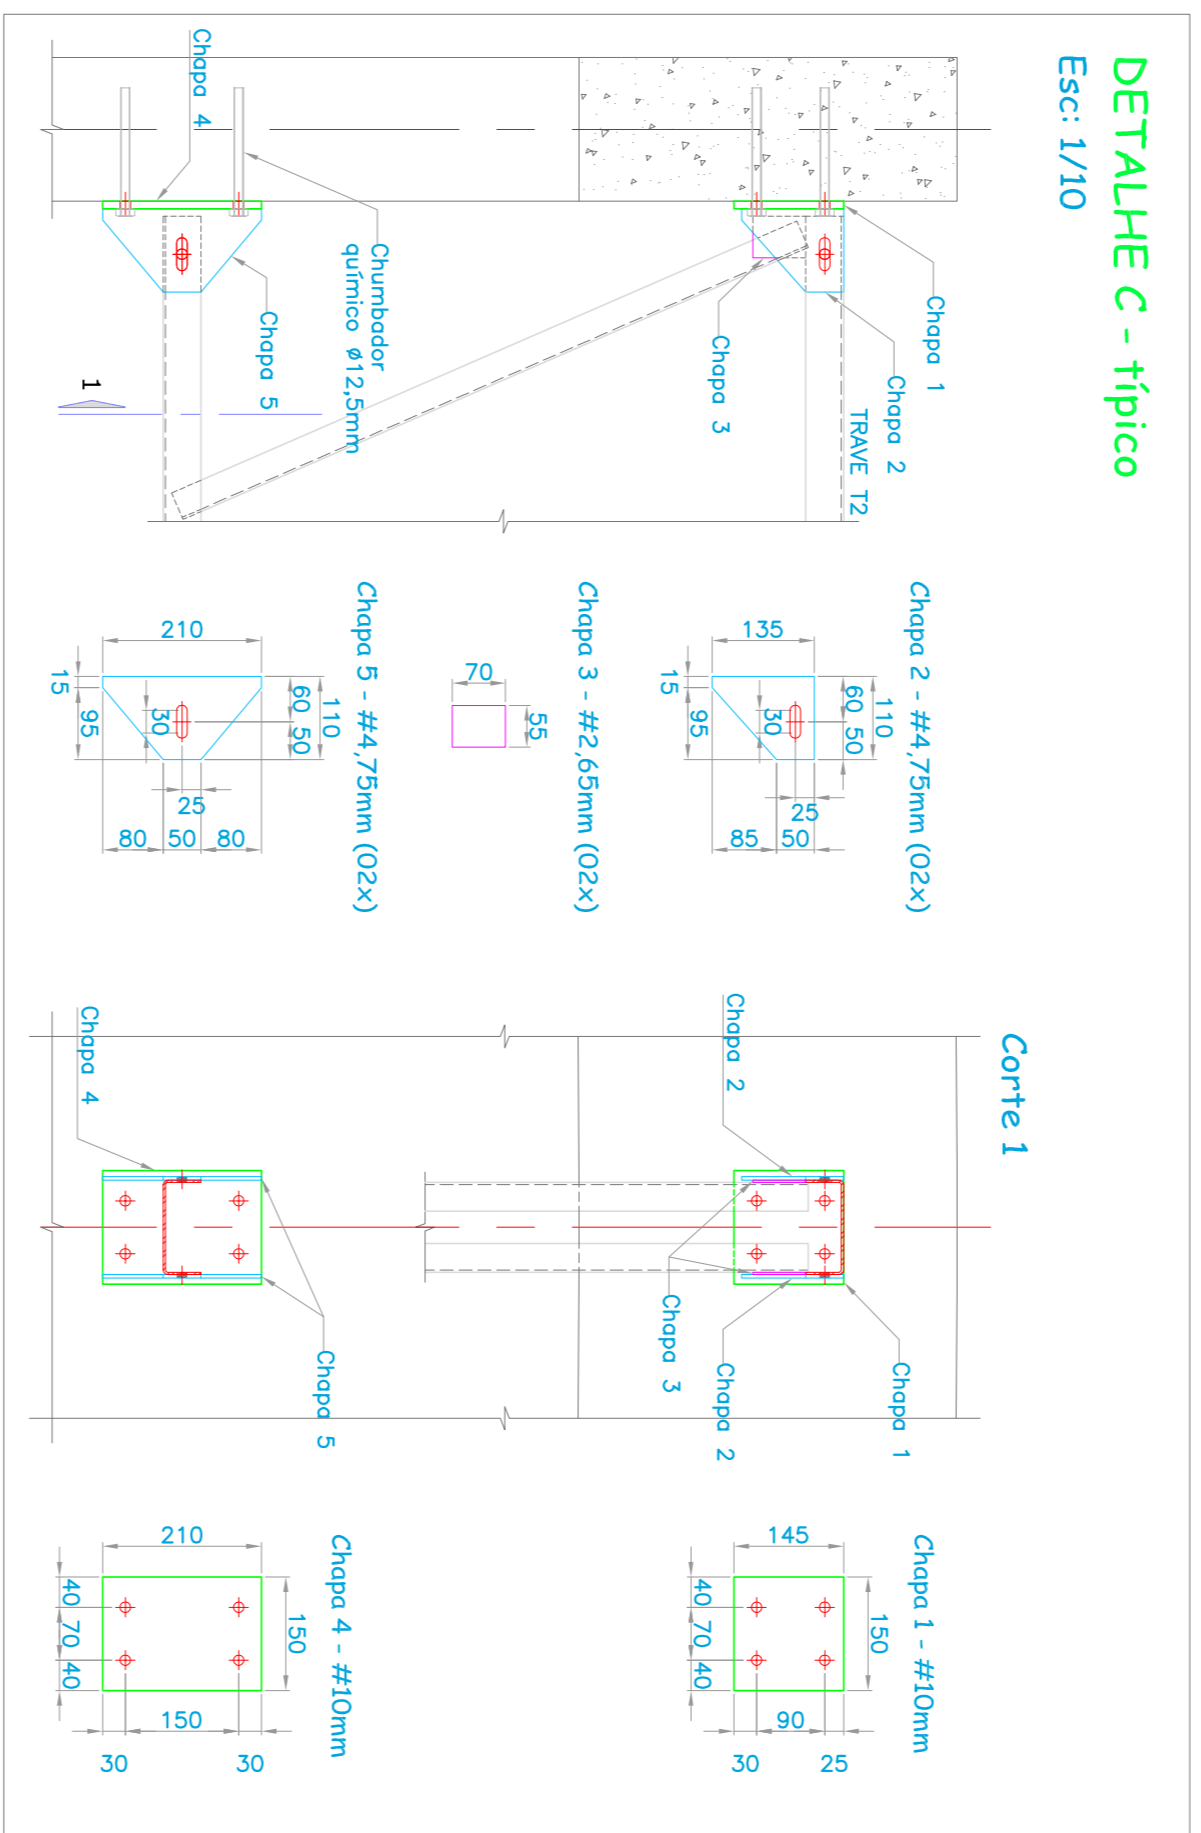 DETALHE C - típico
Esc: 1/10
Chapa 1
Chapa 2
TRAVE T2
Chapa 3
Chumbador
químico ø12,5mm
Chapa 5
Chapa 4
1
Chapa 2 - #4,75mm (02x)
110
60 50
135
30
15
95
25
85
50
Chapa 3 - #2,65mm (02x)
55
70
Chapa 5 - #4,75mm (02x)
110
60 50
210
30
15
95
25
80
50
80
Corte 1
Chapa 2
Chapa 1
Chapa 2
Chapa 3
Chapa 4
Chapa 5
Chapa 1 - #10mm
150
145
40
70
40
30
90
25
Chapa 4 - #10mm
150
210
40
70
40
30
150
30